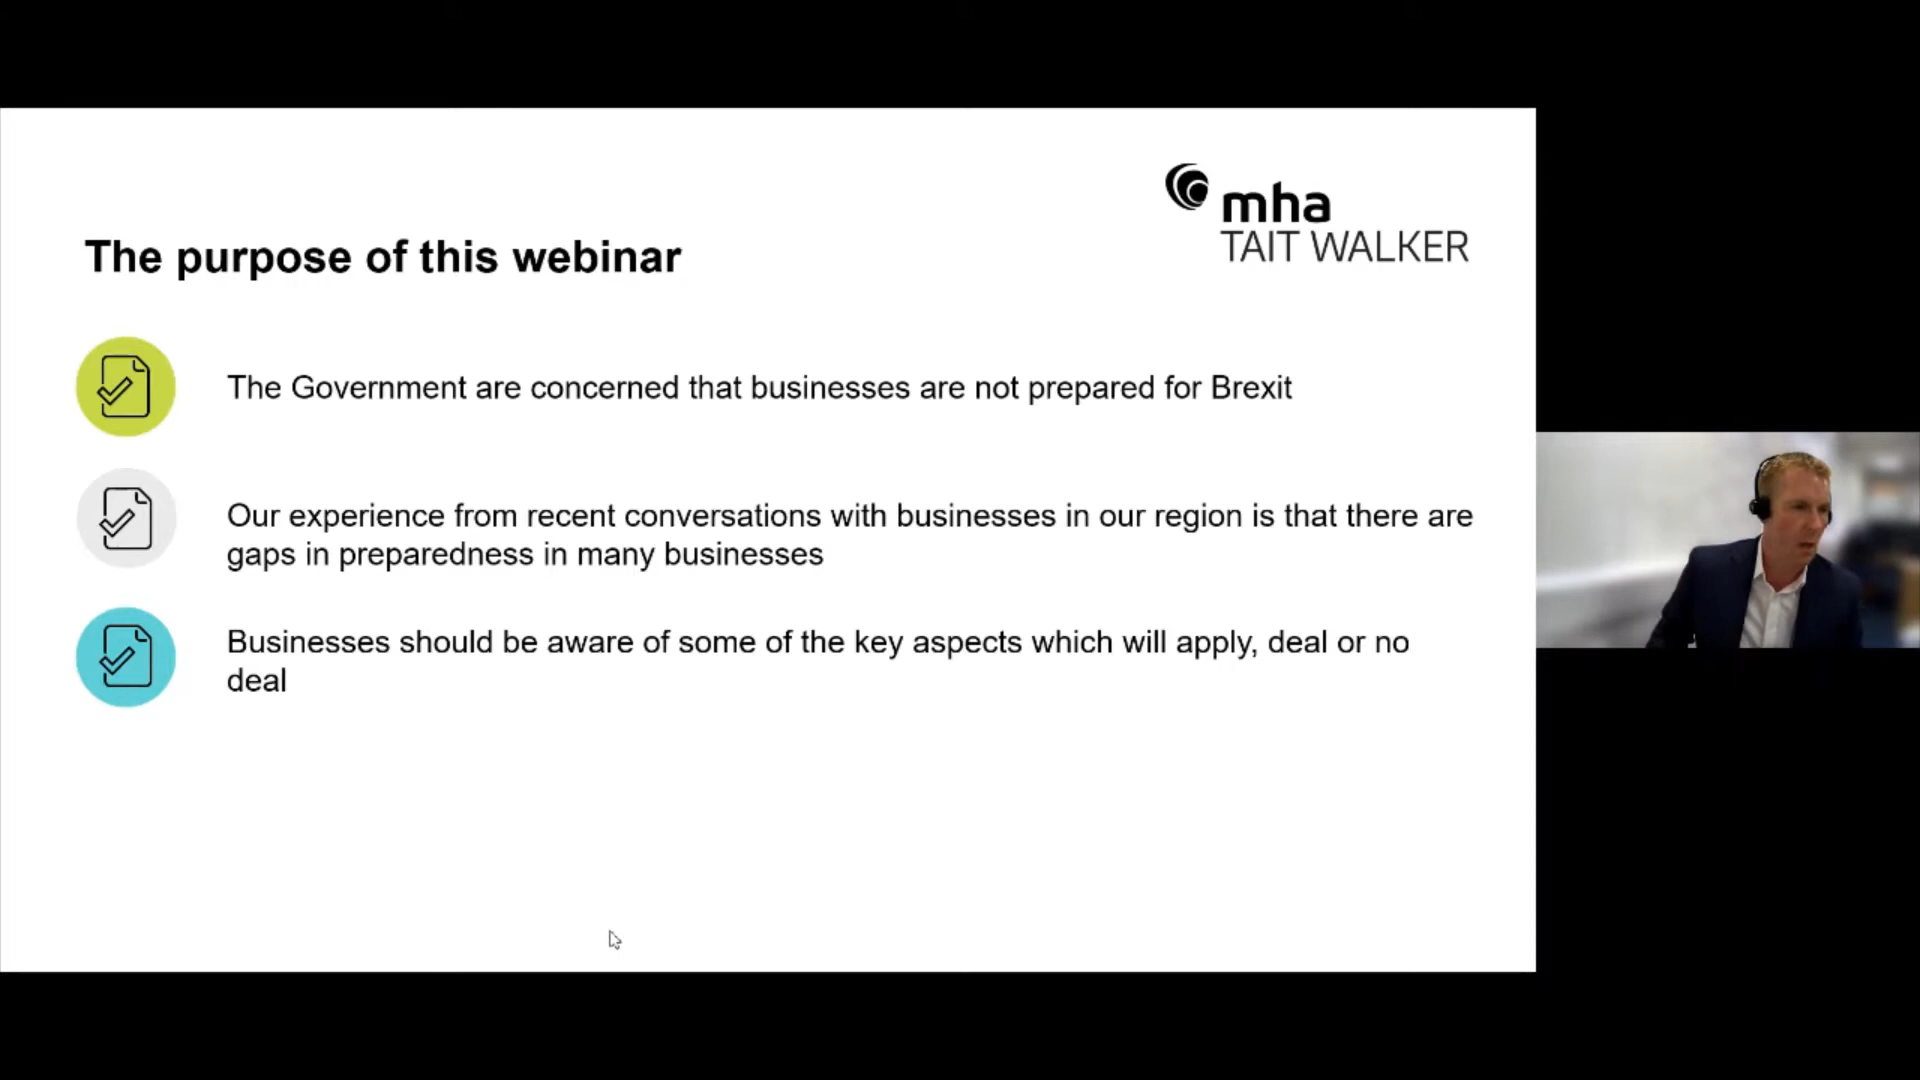 mha
TAIT WALKER
The purpose of this webinar
The Government are concerned that businesses are not prepared for Brexit
Our experience from recent conversations with businesses in our region is that there are
gaps in preparedness in many businesses
Businesses should be aware of some of the key aspects which will apply, deal or no
deal